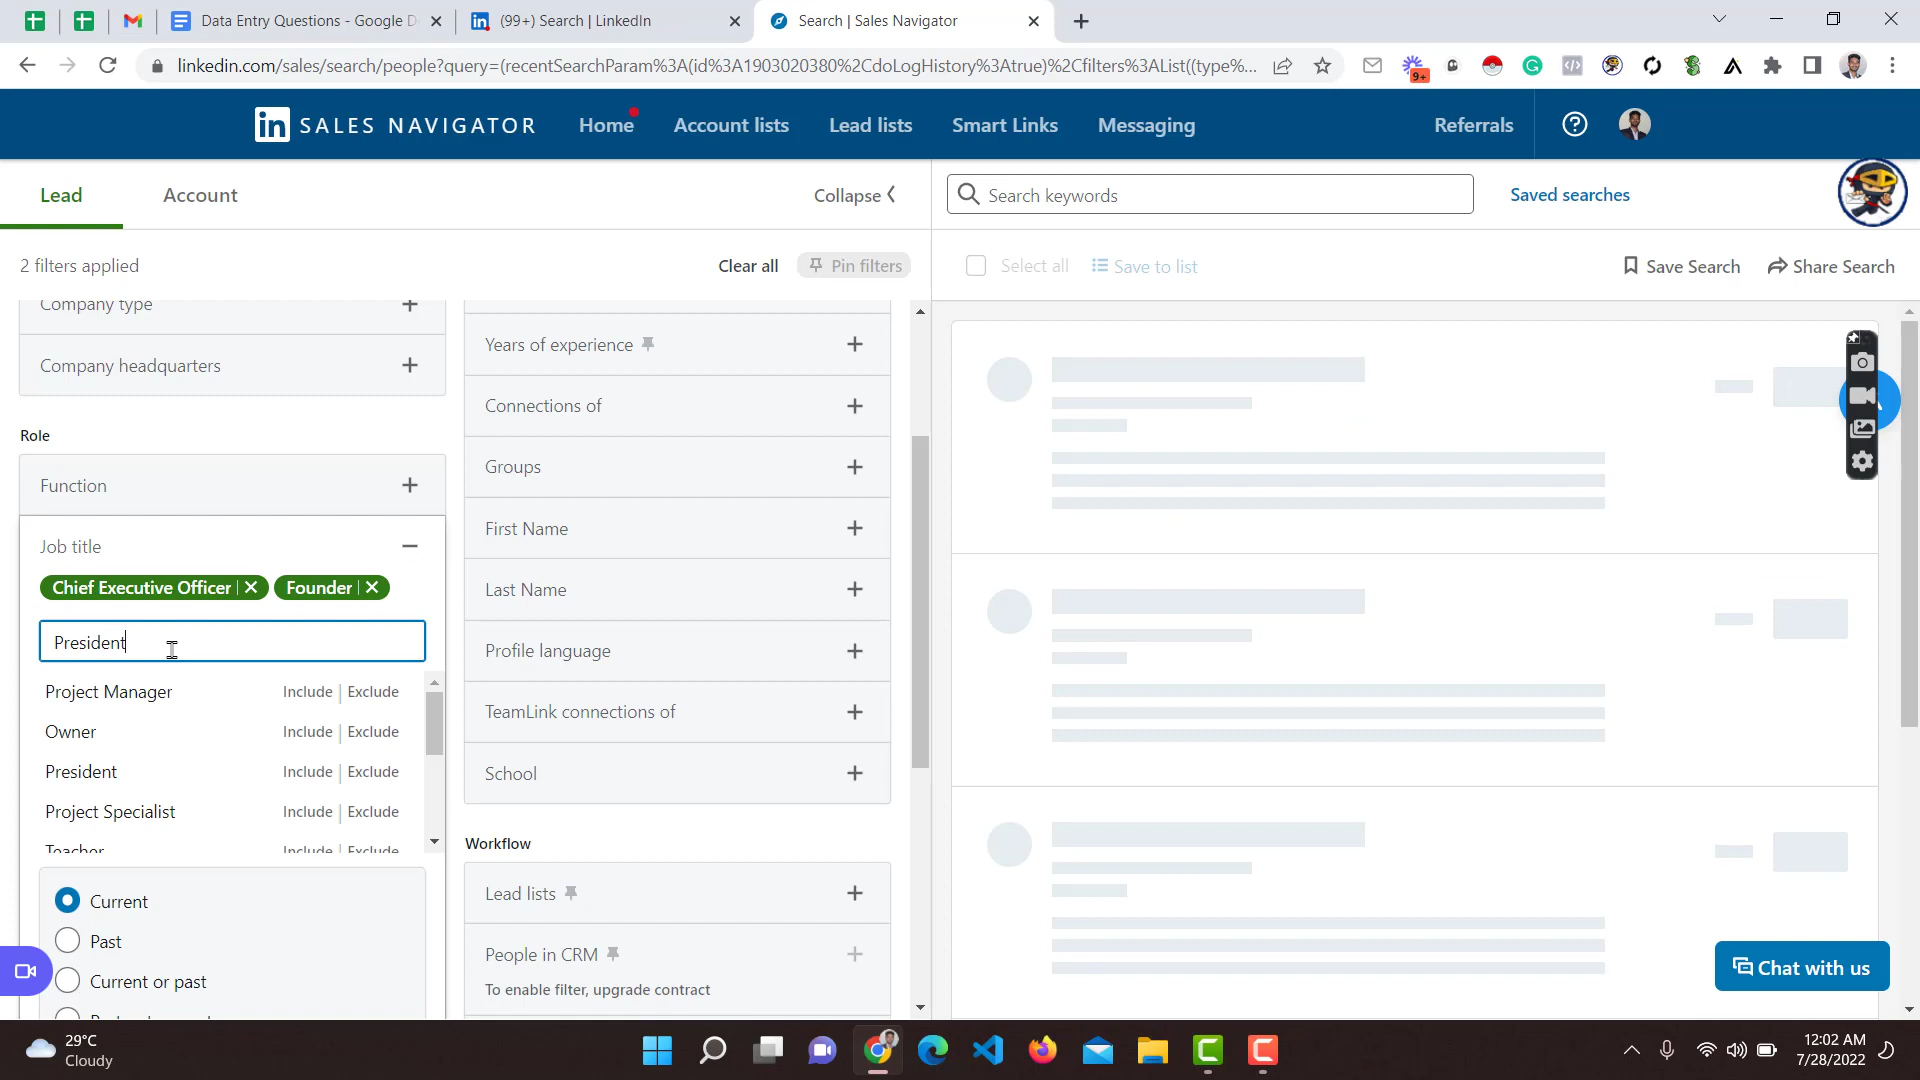 Data Entry Questions - Google D
(99+) Search | LinkedIn
Search | Sales Navigator
linkedin.com/sales/search/people?query=(recentSearchParam%3A(id%3A1903020380%2CdoLogHistory%3Atrue)%2Cfilters%3AList((type%...
9+
in SALES NAVIGATOR
Home
Account lists
Lead lists
Smart Links
Messaging
Referrals
Lead
Account
Collapse
Search keywords
Saved searches
2 filters applied
Clear all
Pin filters
Select all
Save to list
Save Search
Share Search
Company type
Company headquarters
Role
Function
Job title
Chief Executive Officer
Founder
President
Project Manager Include | Exclude
Owner Include | Exclude
President Include | Exclude
Project Specialist Include | Exclude
Teacher Include | Exclude
Current
Past
Current or past
Years of experience
Connections of
Groups
First Name
Last Name
Profile language
TeamLink connections of
School
Workflow
Lead lists
People in CRM
To enable filter, upgrade contract
Chat with us
29°C
Cloudy
12:02 AM
7/28/2022